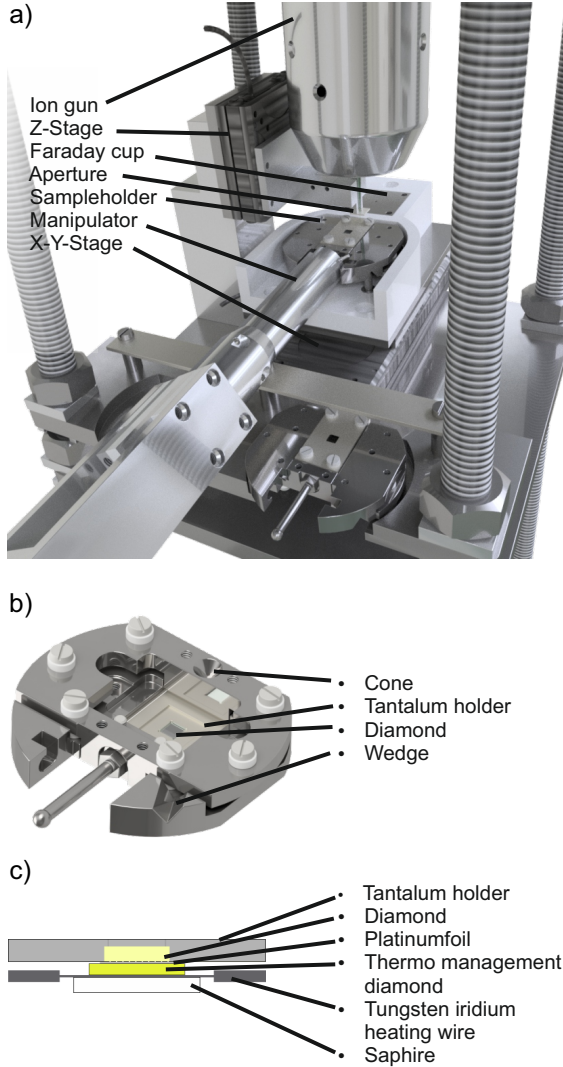 a)
Ion gun
Z-Stage
Faraday cup
Aperture
Sampleholder
Manipulator
X-Y-Stage
b)
• Cone
• Tantalum holder
• Diamond
• Wedge
c)
• Tantalum holder
• Diamond
• Platinumfoil
• Thermo management
diamond
• Tungsten iridium
heating wire
• Saphire